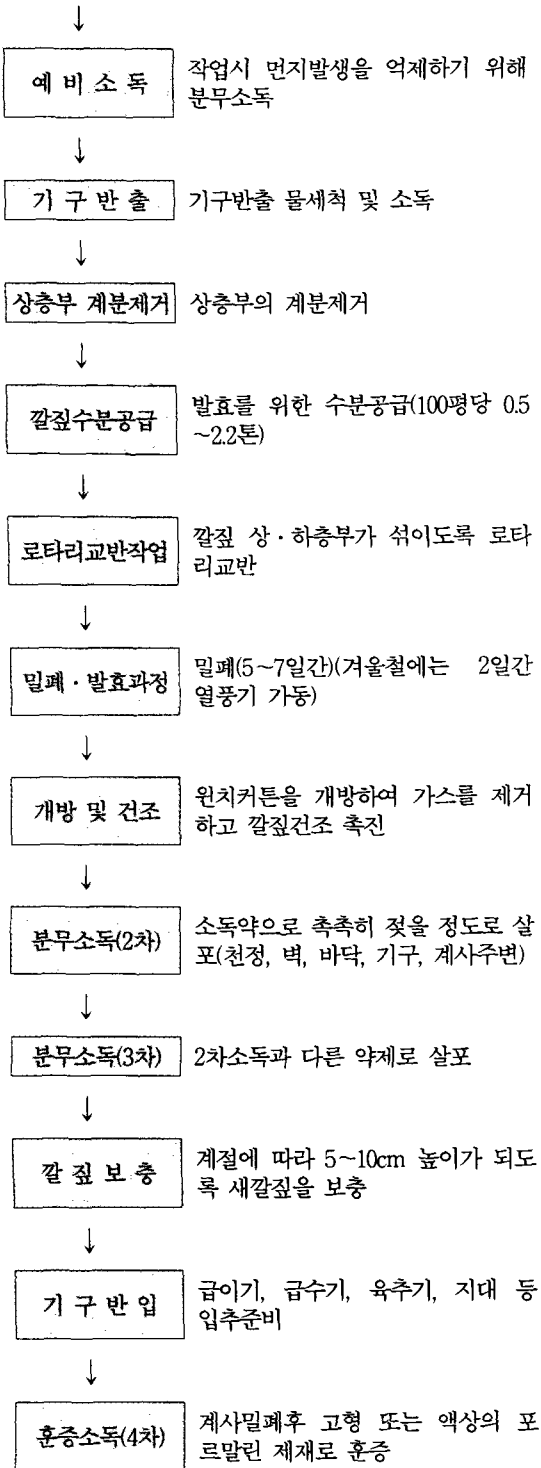 ↓
예 비 소 독
작업시 먼지발생을 억제하기 위해
분무소독
↓
기 구 반 출
기구반출 물세척 및 소독
↓
상층부 계분제거
상층부의 계분제거
↓
깔짚수분공급
발효를 위한 수분공급(100평당 0.5
~2.2톤)
↓
로타리교반작업
깔짚 상·하층부가 섞이도록 로타
리교반
↓
밀폐·발효과정
밀폐(5~7일간)(겨울철에는 2일간
열풍기 가동)
↓
개방 및 건조
윈치커튼을 개방하여 가스를 제거
하고 깔짚건조 촉진
↓
분무소독(2차)
소독약으로 촉촉히 젖을 정도로 살
포(천정, 벽, 바닥, 기구, 계사주변)
↓
분무소독(3차)
2차소독과 다른 약제로 살포
↓
깔 짚 보 충
계절에 따라 5~10cm 높이가 되도
록 새깔짚을 보충
↓
기 구 반 입
급이기, 급수기, 육추기, 지대 등
입추준비
↓
훈증소독(4차)
계사밀폐후 고형 또는 액상의 포
르말린 제재로 훈증